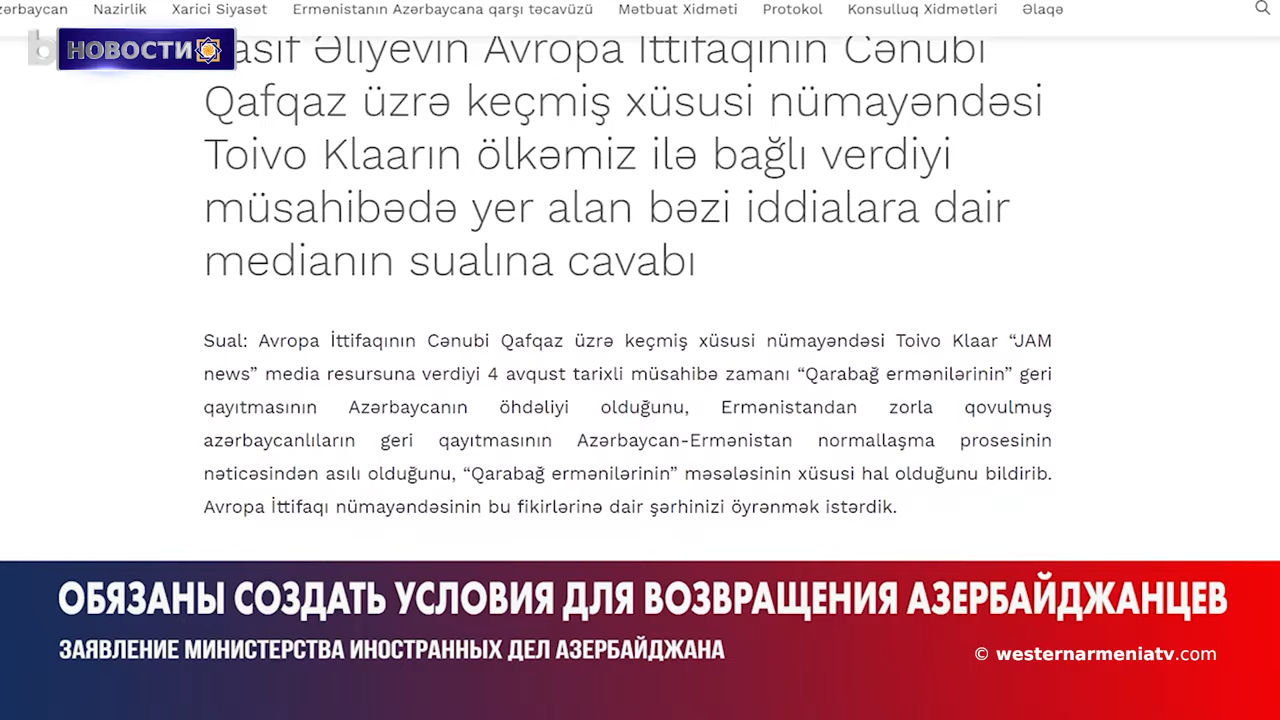 Nazirlik Xarici Siyasət Ermənistanın Azərbaycana qarşı təcavüzü Mətbuat Xidməti Protokol Konsulluq Xidmətləri Əlaqə
НОВОСТИ
Əliyevin Avropa İttifaqının Cənubi
Qafqaz üzrə keçmiş xüsusi nümayəndəsi
Toivo Klaarın ölkəmiz ilə bağlı verdiyi
müsahibədə yer alan bəzi iddialara dair
medianın sualına cavabı
Sual: Avropa İttifaqının Cənubi Qafqaz üzrə keçmiş xüsusi nümayəndəsi Toivo Klaar “JAM
news” media resursuna verdiyi 4 avqust tarixli müsahibə zamanı “Qarabağ ermənilərinin” geri
qayıtmasının Azərbaycanın öhdəliyi olduğunu, Ermənistandan zorla qovulmuş
azərbaycanlıların geri qayıtmasının Azərbaycan-Ermənistan normallaşma prosesinin
nəticəsindən asılı olduğunu, “Qarabağ ermənilərinin” məsələsinin xüsusi hal olduğunu bildirib.
Avropa İttifaqı nümayəndəsinin bu fikirlərinə dair şərhinizi öyrənmək istərdik.
ОБЯЗАНЫ СОЗДАТЬ УСЛОВИЯ ДЛЯ ВОЗВРАЩЕНИЯ АЗЕРБАЙДЖАНЦЕВ
ЗАЯВЛЕНИЕ МИНИСТЕРСТВА ИНОСТРАННЫХ ДЕЛ АЗЕРБАЙДЖАНА
© westernarmeniatv.com